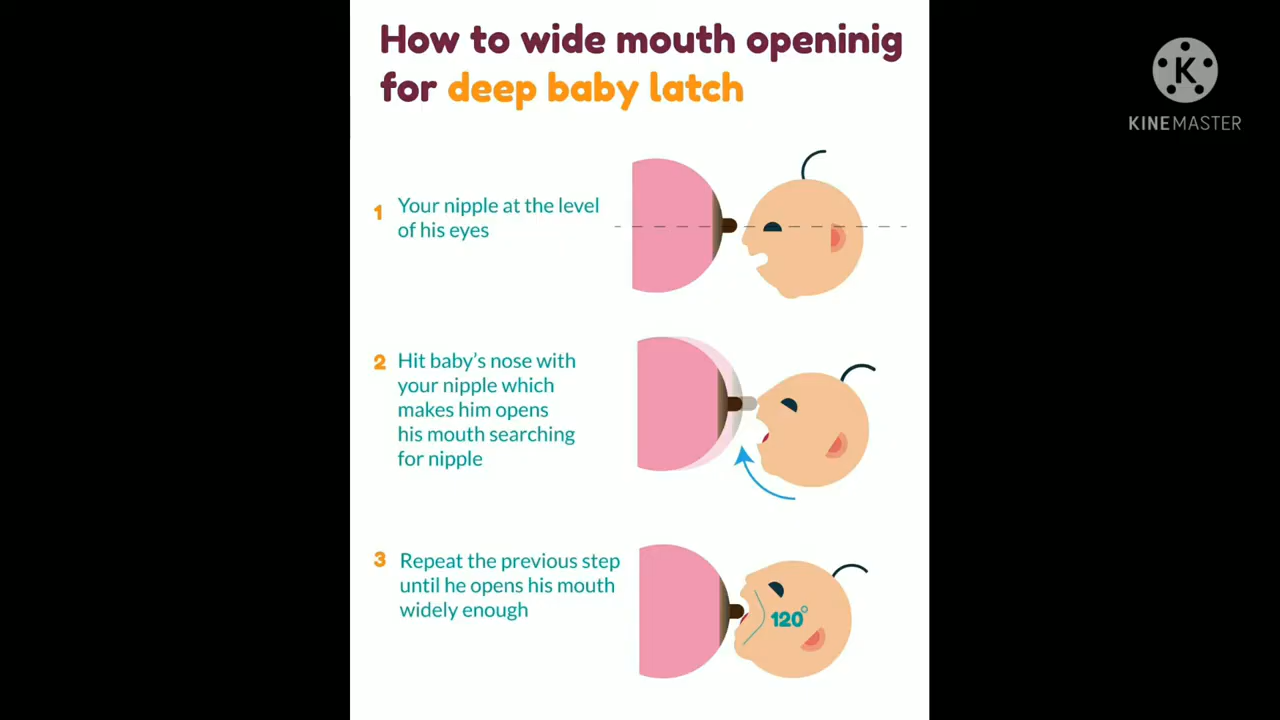 How to wide mouth openinig
for deep baby latch
1 Your nipple at the level
of his eyes
2 Hit baby's nose with
your nipple which
makes him opens
his mouth searching
for nipple
3 Repeat the previous step
until he opens his mouth
widely enough
120°
K
KINEMASTER